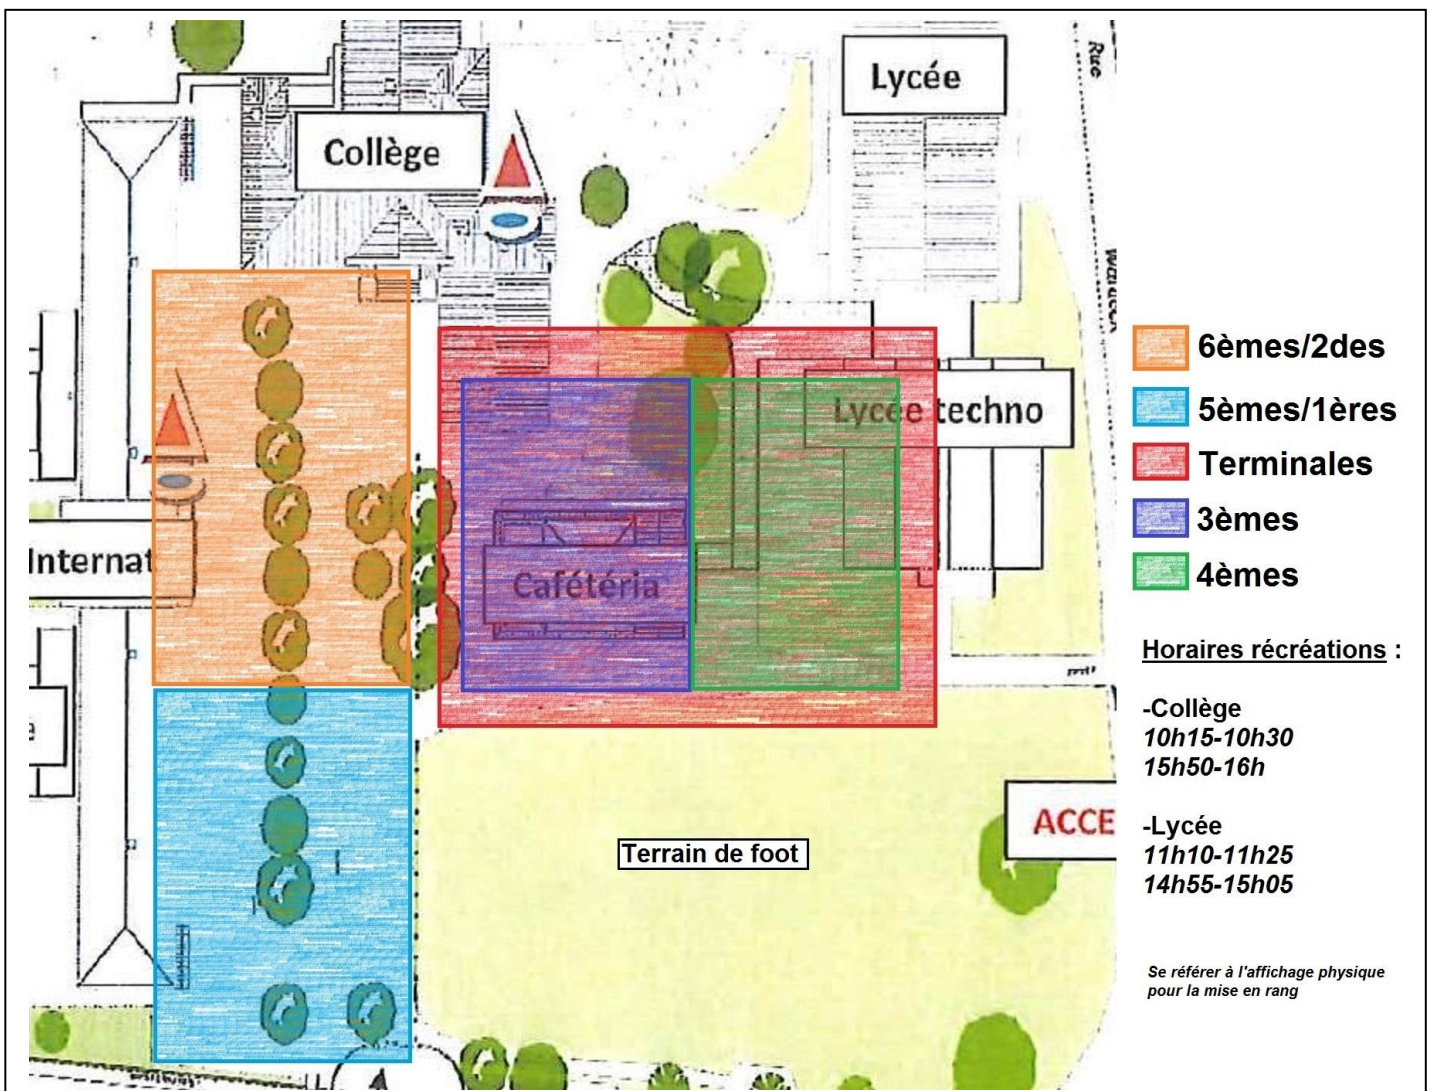 Lycée
Rue
Collège
6èmes/2des
5èmes/1ères
Lycée techno
Terminales
3èmes
Internat
Cafétéria
4èmes
Horaires récréations :
-Collège
10h15-10h30
15h50-16h
ACCE
-Lycée
Terrain de foot
11h10-11h25
14h55-15h05
Se référer à l'affichage physique
pour la mise en rang